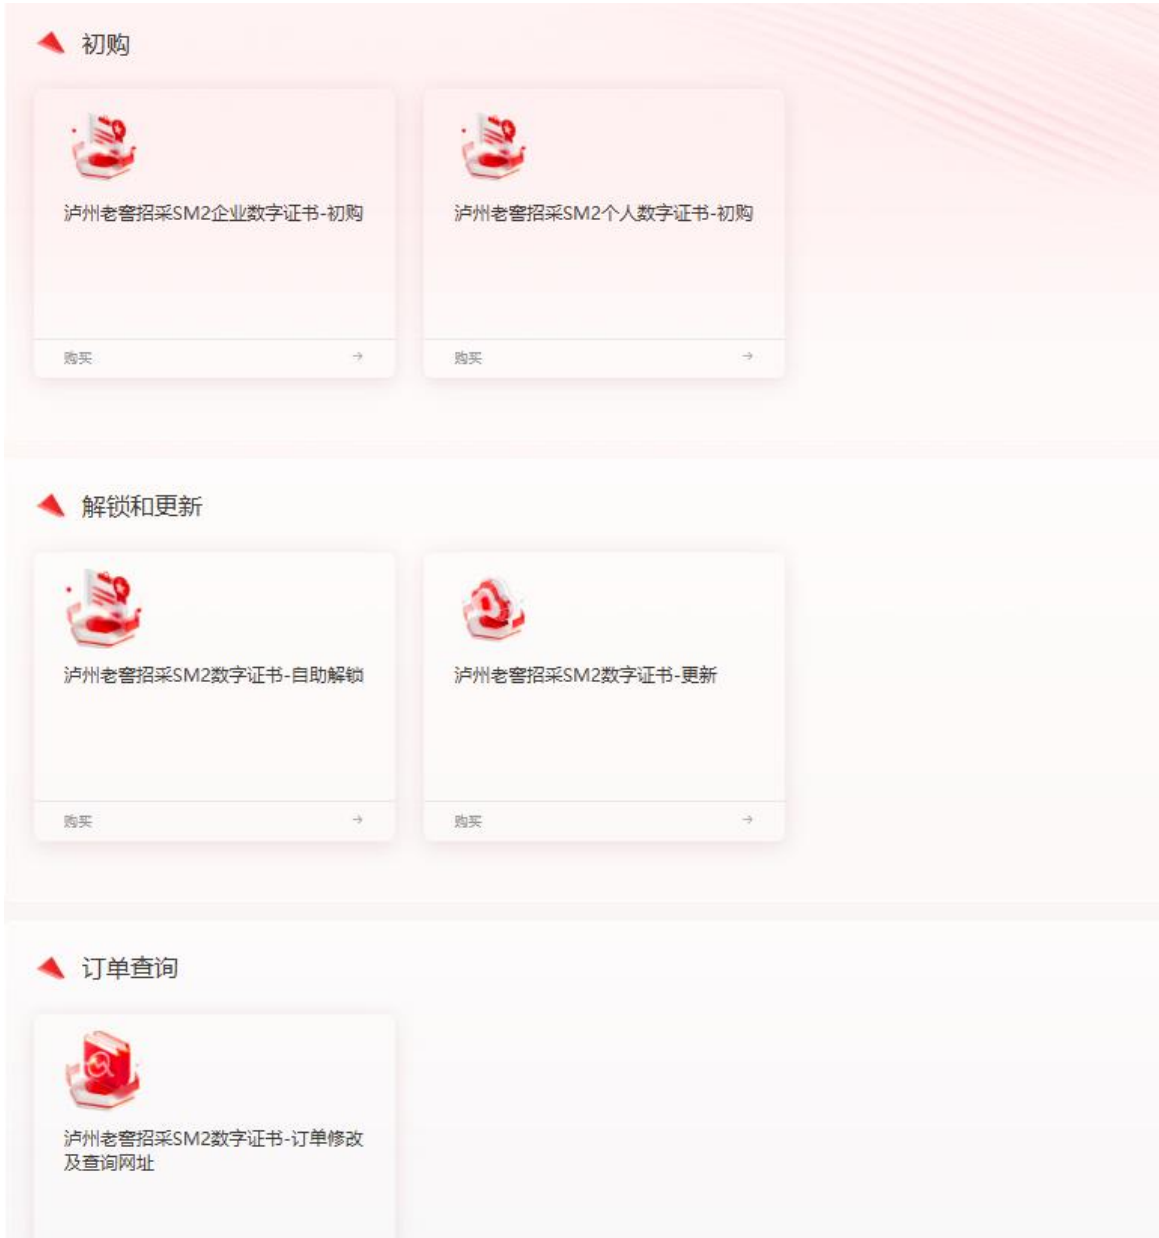 初购
泸州老窖招采SM2企业数字证书-初购
泸州老窖招采SM2个人数字证书-初购
购买
购买
解锁和更新
泸州老窖招采SM2数字证书-自助解锁
泸州老窖招采SM2数字证书-更新
购买
购买
订单查询
泸州老窖招采SM2数字证书-订单修改
及查询网址